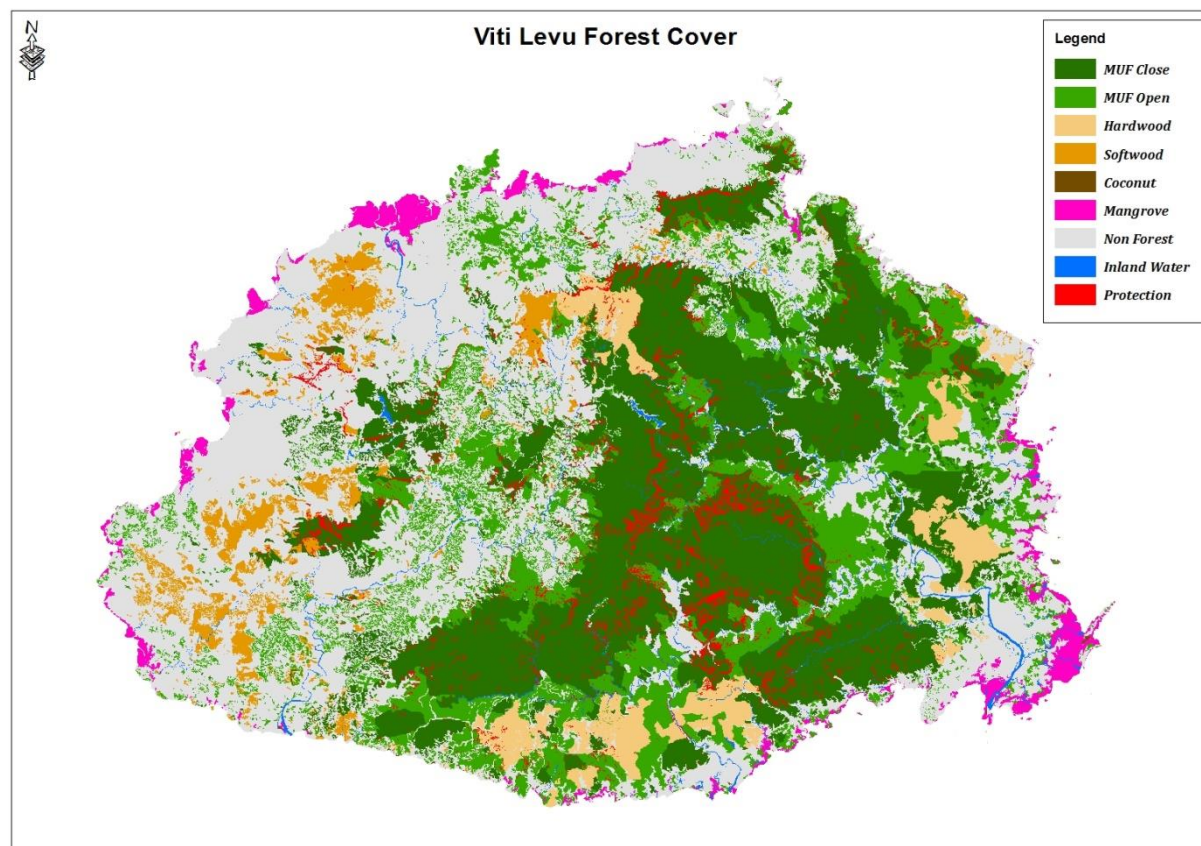 N
Viti Levu Forest Cover
Legend
MUF Close
MUF Open
Hardwood
Softwood
Coconut
Mangrove
Non Forest
Inland Water
Protection